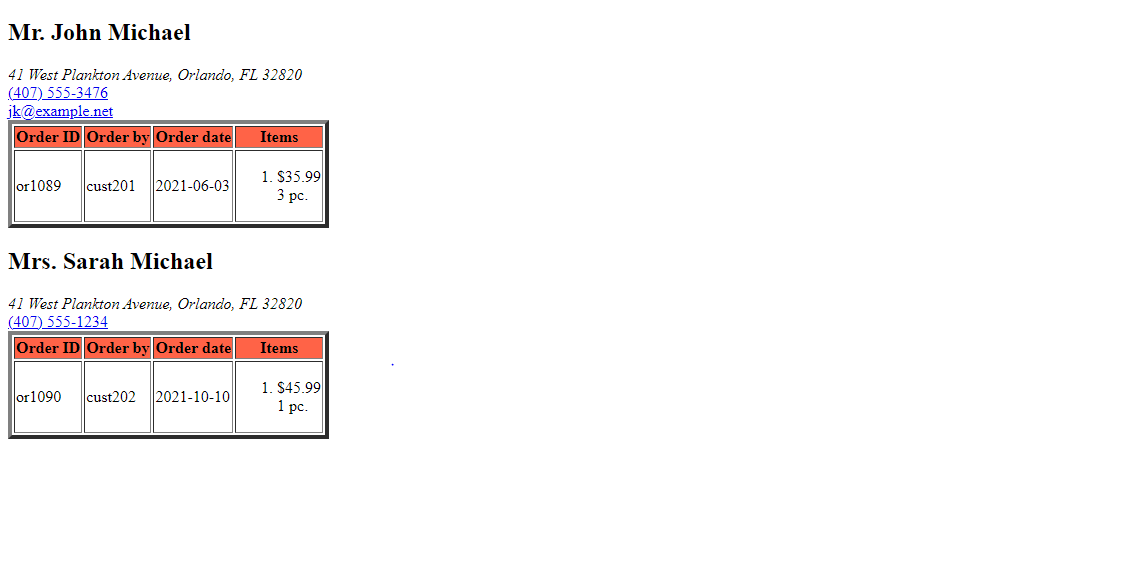 Mr. John Michael
41 West Plankton Avenue, Orlando, FL 32820
(407) 555-3476
jk@example.net
Order ID Order by Order date Items
or1089 cust201 2021-06-03 1. $35.99
3 pc.
Mrs. Sarah Michael
41 West Plankton Avenue, Orlando, FL 32820
(407) 555-1234
Order ID Order by Order date Items
or1090 cust202 2021-10-10 1. $45.99
1 pc.